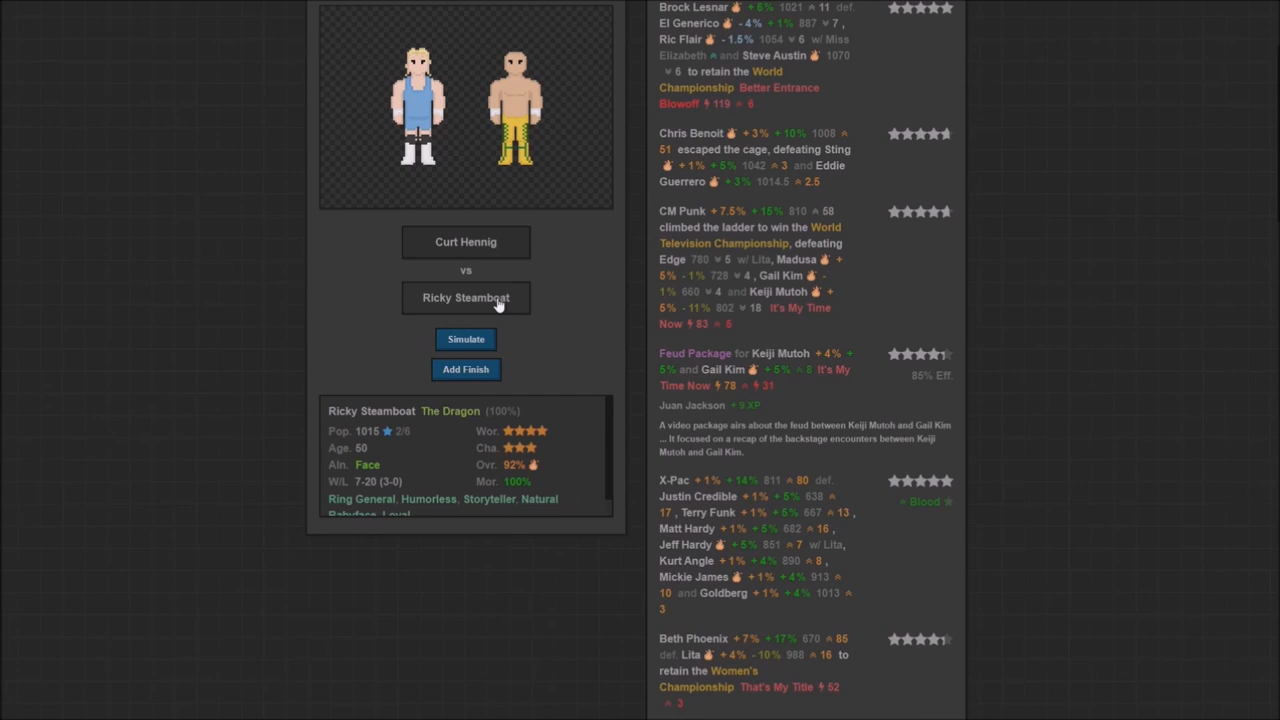 Curt Hennig
vs
Ricky Steamboat
Simulate
Add Finish
Ricky Steamboat The Dragon (100%)
Pop. 1015 2/6 Wor.
Age. 50 Cha.
Aln. Face Ovr. 92%
W/L 7-20 (3-0) Mor. 100%
Ring General, Humorless, Storyteller, Natural
Babyface, Loyal
Brock Lesnar + 6% 1021 11 def.
El Generico - 4% + 1% 887 7 ,
Ric Flair - 1.5% 1054 6 w/ Miss
Elizabeth and Steve Austin 1070
6 to retain the World
Championship Better Entrance
Blowoff 119 6
Chris Benoit + 3% + 10% 1008
51 escaped the cage, defeating Sting
+ 1% + 5% 1042 3 and Eddie
Guerrero + 3% 1014.5 2.5
CM Punk + 7.5% + 15% 810 58
climbed the ladder to win the World
Television Championship, defeating
Edge 780 5 w/ Lita, Madusa +
5% - 1% 728 4 , Gail Kim -
1% 660 4 and Keiji Mutoh +
5% - 11% 802 18 It's My Time
Now 83 5
Feud Package for Keiji Mutoh + 4% +
5% and Gail Kim + 5% 8 It's My
Time Now 78 31
85% Eff.
Juan Jackson + 9 XP
A video package airs about the feud between Keiji Mutoh and Gail Kim
... It focused on a recap of the backstage encounters between Keiji
Mutoh and Gail Kim.
X-Pac + 1% + 14% 811 80 def.
Justin Credible + 1% + 5% 638
17 , Terry Funk + 1% + 5% 667 13 ,
Matt Hardy + 1% + 5% 682 16 ,
Jeff Hardy + 5% 851 7 w/ Lita,
Kurt Angle + 1% + 4% 890 8 ,
Mickie James + 1% + 4% 913
10 and Goldberg + 1% + 4% 1013
3
Blood
Beth Phoenix + 7% + 17% 670 85
def. Lita + 4% - 10% 988 16 to
retain the Women's
Championship That's My Title 52
3